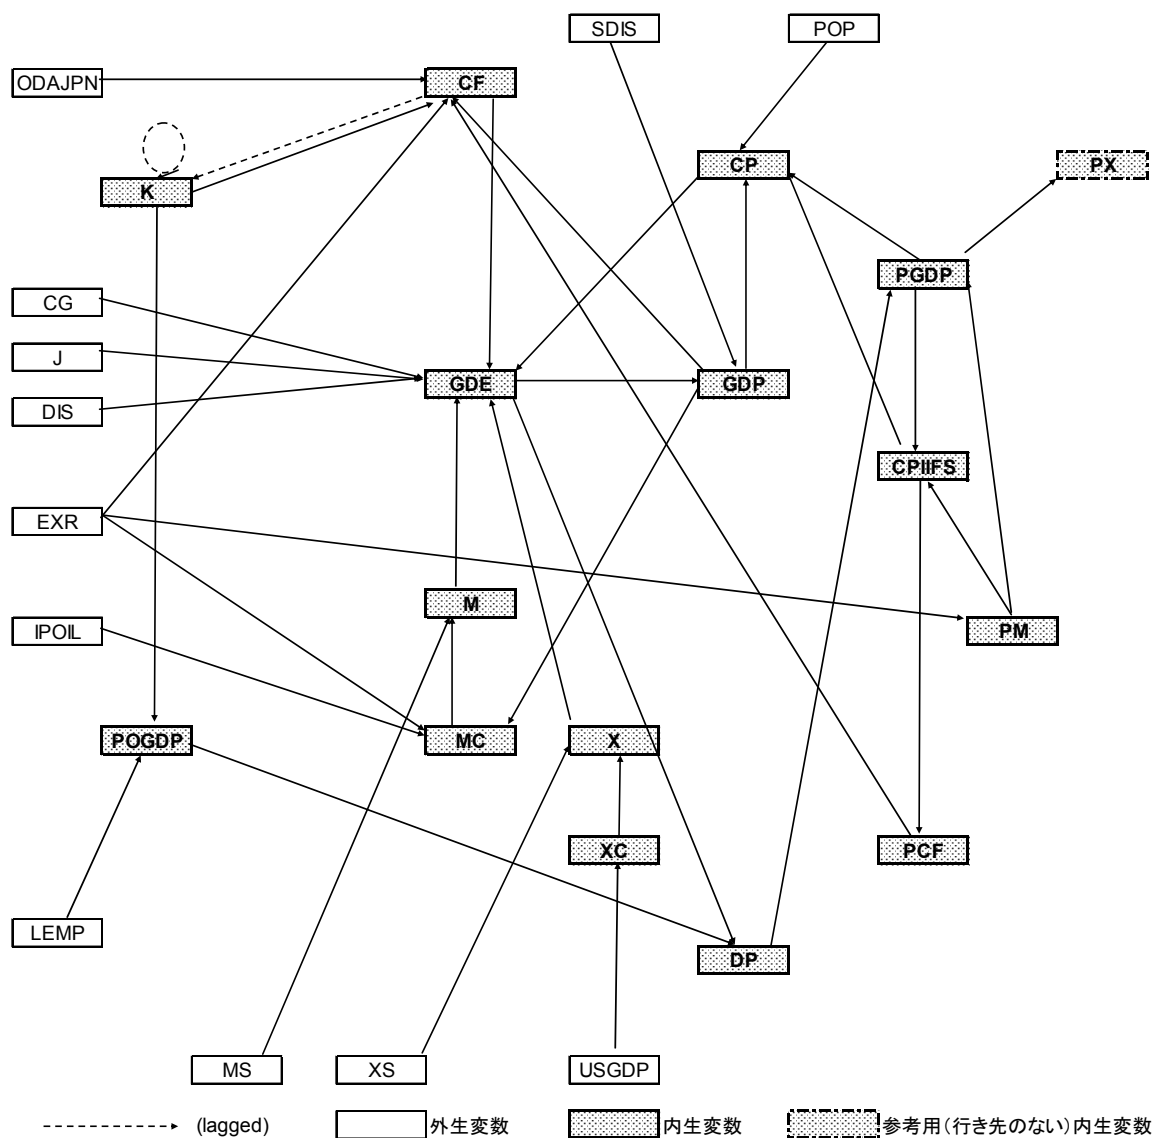 SDIS POP
ODAJPN CF
CP PX
K
PGDP
CG
J
GDE GDP
DIS
CPIIFS
EXR
M
IPOIL PM
POGDP MC X
XC PCF
LEMP
DP
MS XS USGDP
(lagged) 外生変数 内生変数 参考用(行き先のない)内生変数